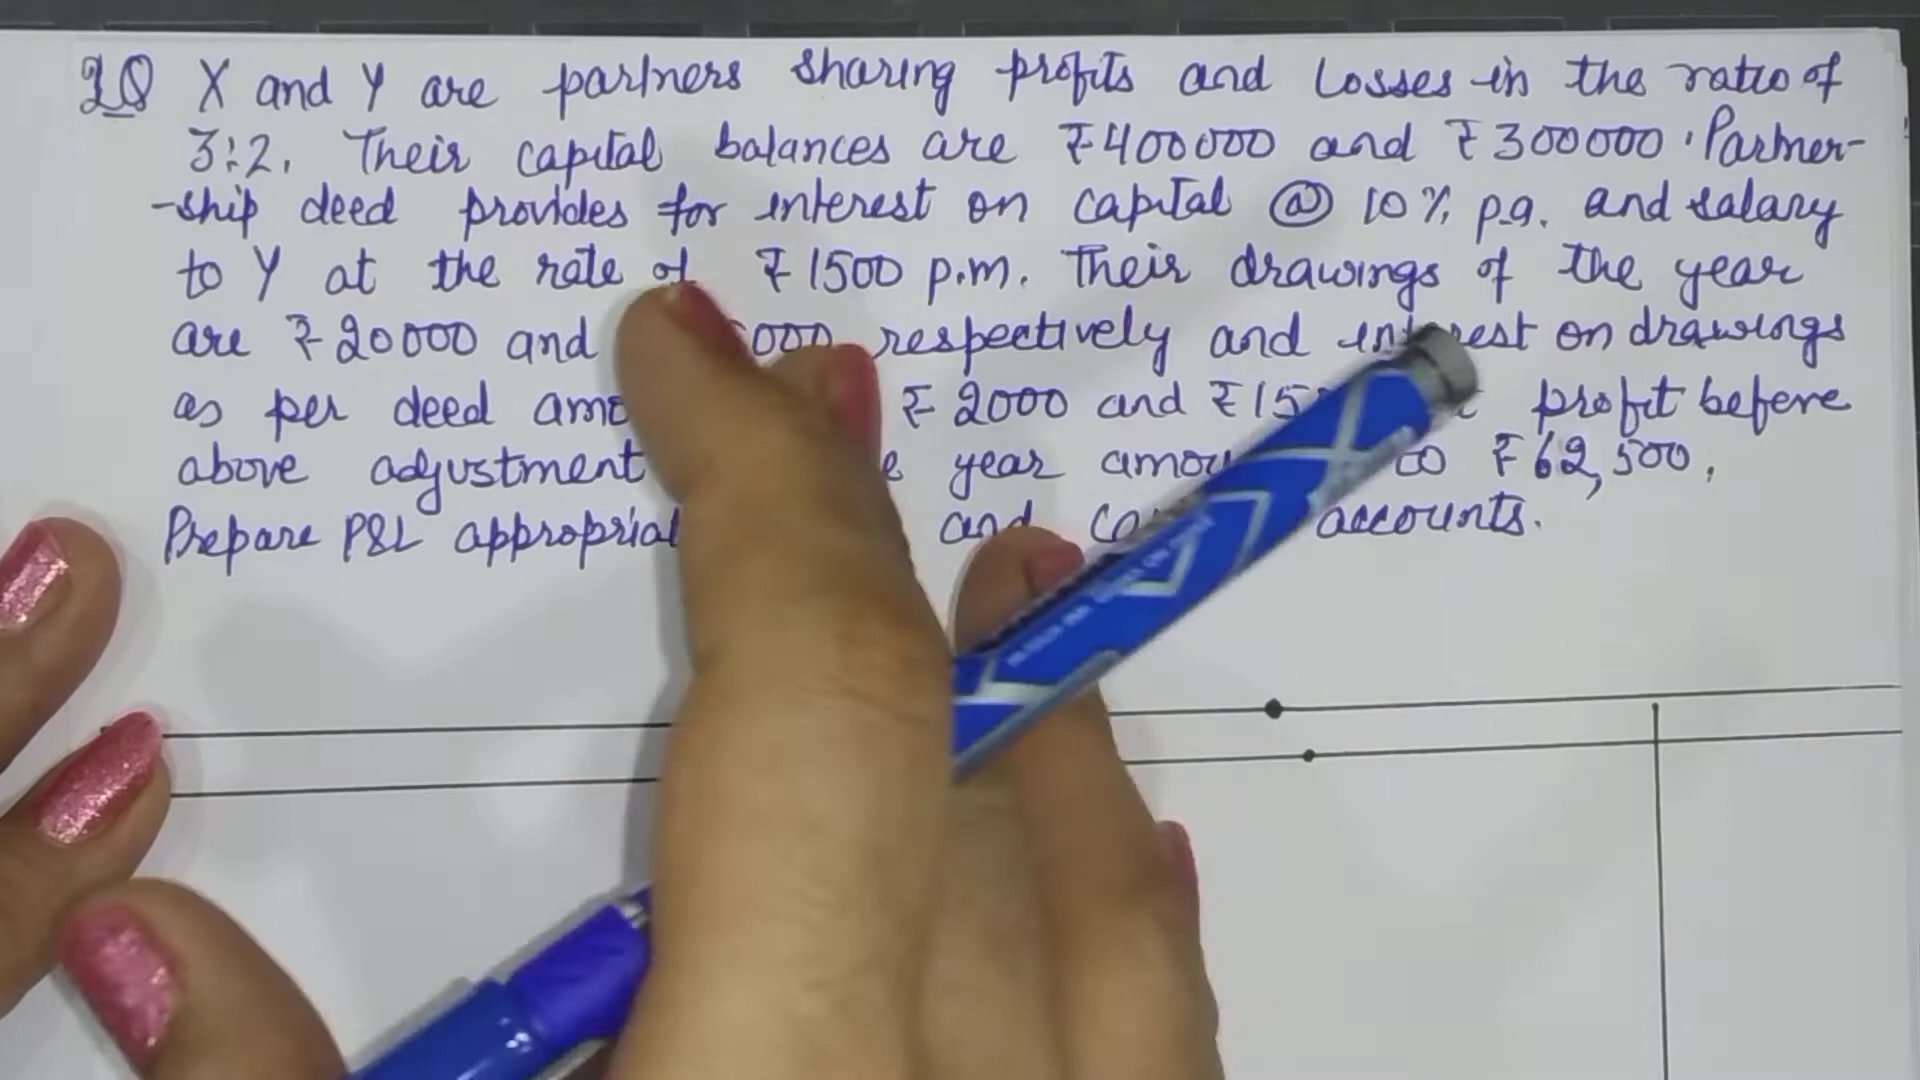 2Q X and Y are partners sharing profits and Losses in the ratio of
3:2. Their capital balances are ₹400000 and ₹300000. Partner-
-ship deed provides for interest on capital @ 10% p.a. and salary
to Y at the rate of ₹1500 p.m. Their drawings of the year
are ₹20000 and respectively and on drawings
as per deed ₹2000 and profit before
above adjustment year to ₹62,500.
Prepare P&L and accounts.